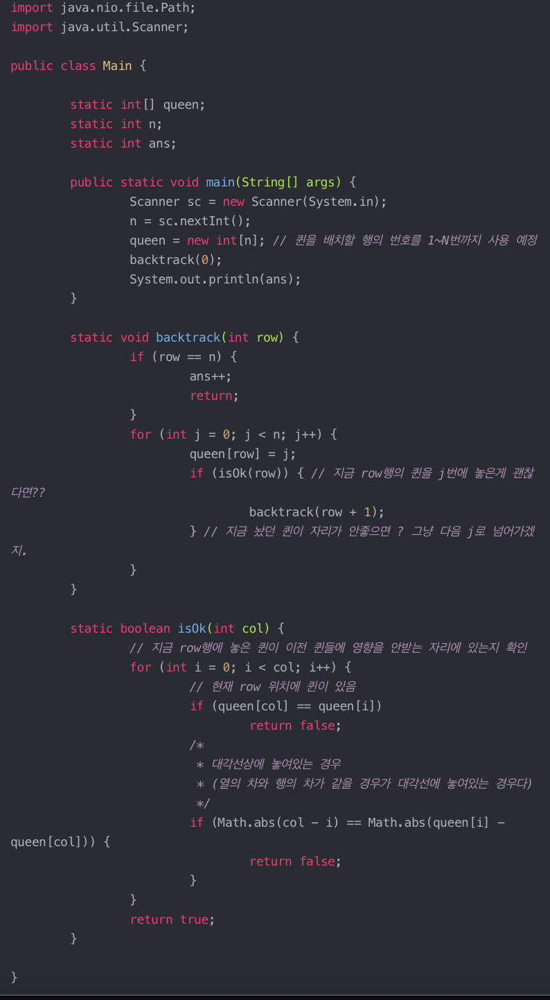 import java.nio.file.Path;
import java.util.Scanner;

public class Main {

        static int[] queen;
        static int n;
        static int ans;

        public static void main(String[] args) {
                Scanner sc = new Scanner(System.in);
                n = sc.nextInt();
                queen = new int[n]; // 퀸을 배치할 행의 번호를 1~N번까지 사용 예정
                backtrack(0);
                System.out.println(ans);
        }

        static void backtrack(int row) {
                if (row == n) {
                        ans++;
                        return;
                }
                for (int j = 0; j < n; j++) {
                        queen[row] = j;
                        if (isOk(row)) { // 지금 row행의 퀸을 j번에 놓은게 괜찮
다면??
                                backtrack(row + 1);
                        } // 지금 놨던 퀸이 자리가 안좋으면 ? 그냥 다음 j로 넘어가겠
지.
                }
        }

        static boolean isOk(int col) {
                // 지금 row행에 놓은 퀸이 이전 퀸들에 영향을 안받는 자리에 있는지 확인
                for (int i = 0; i < col; i++) {
                        // 현재 row 위치에 퀸이 있음
                        if (queen[col] == queen[i])
                                return false;
                        /*
                         * 대각선상에 놓여있는 경우
                         * (열의 차와 행의 차가 같을 경우가 대각선에 놓여있는 경우다)
                         */
                        if (Math.abs(col - i) == Math.abs(queen[i] -
queen[col])) {
                                return false;
                        }
                }
                return true;
        }

}